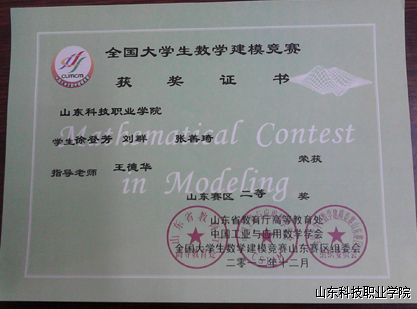 CUMCM
全国大学生数学建模竞赛
获奖证书
山东科技职业学院
学生徐登芳 刘群 张善琦
荣获
Mathematical Contest
指导老师 王德华
in Modeling
山东赛区 二等 奖
山东省教育厅高等教育处
中国工业与应用数学学会
全国大学生数学建模竞赛山东赛区组委会
二〇一二年十二月
山东科技职业学院